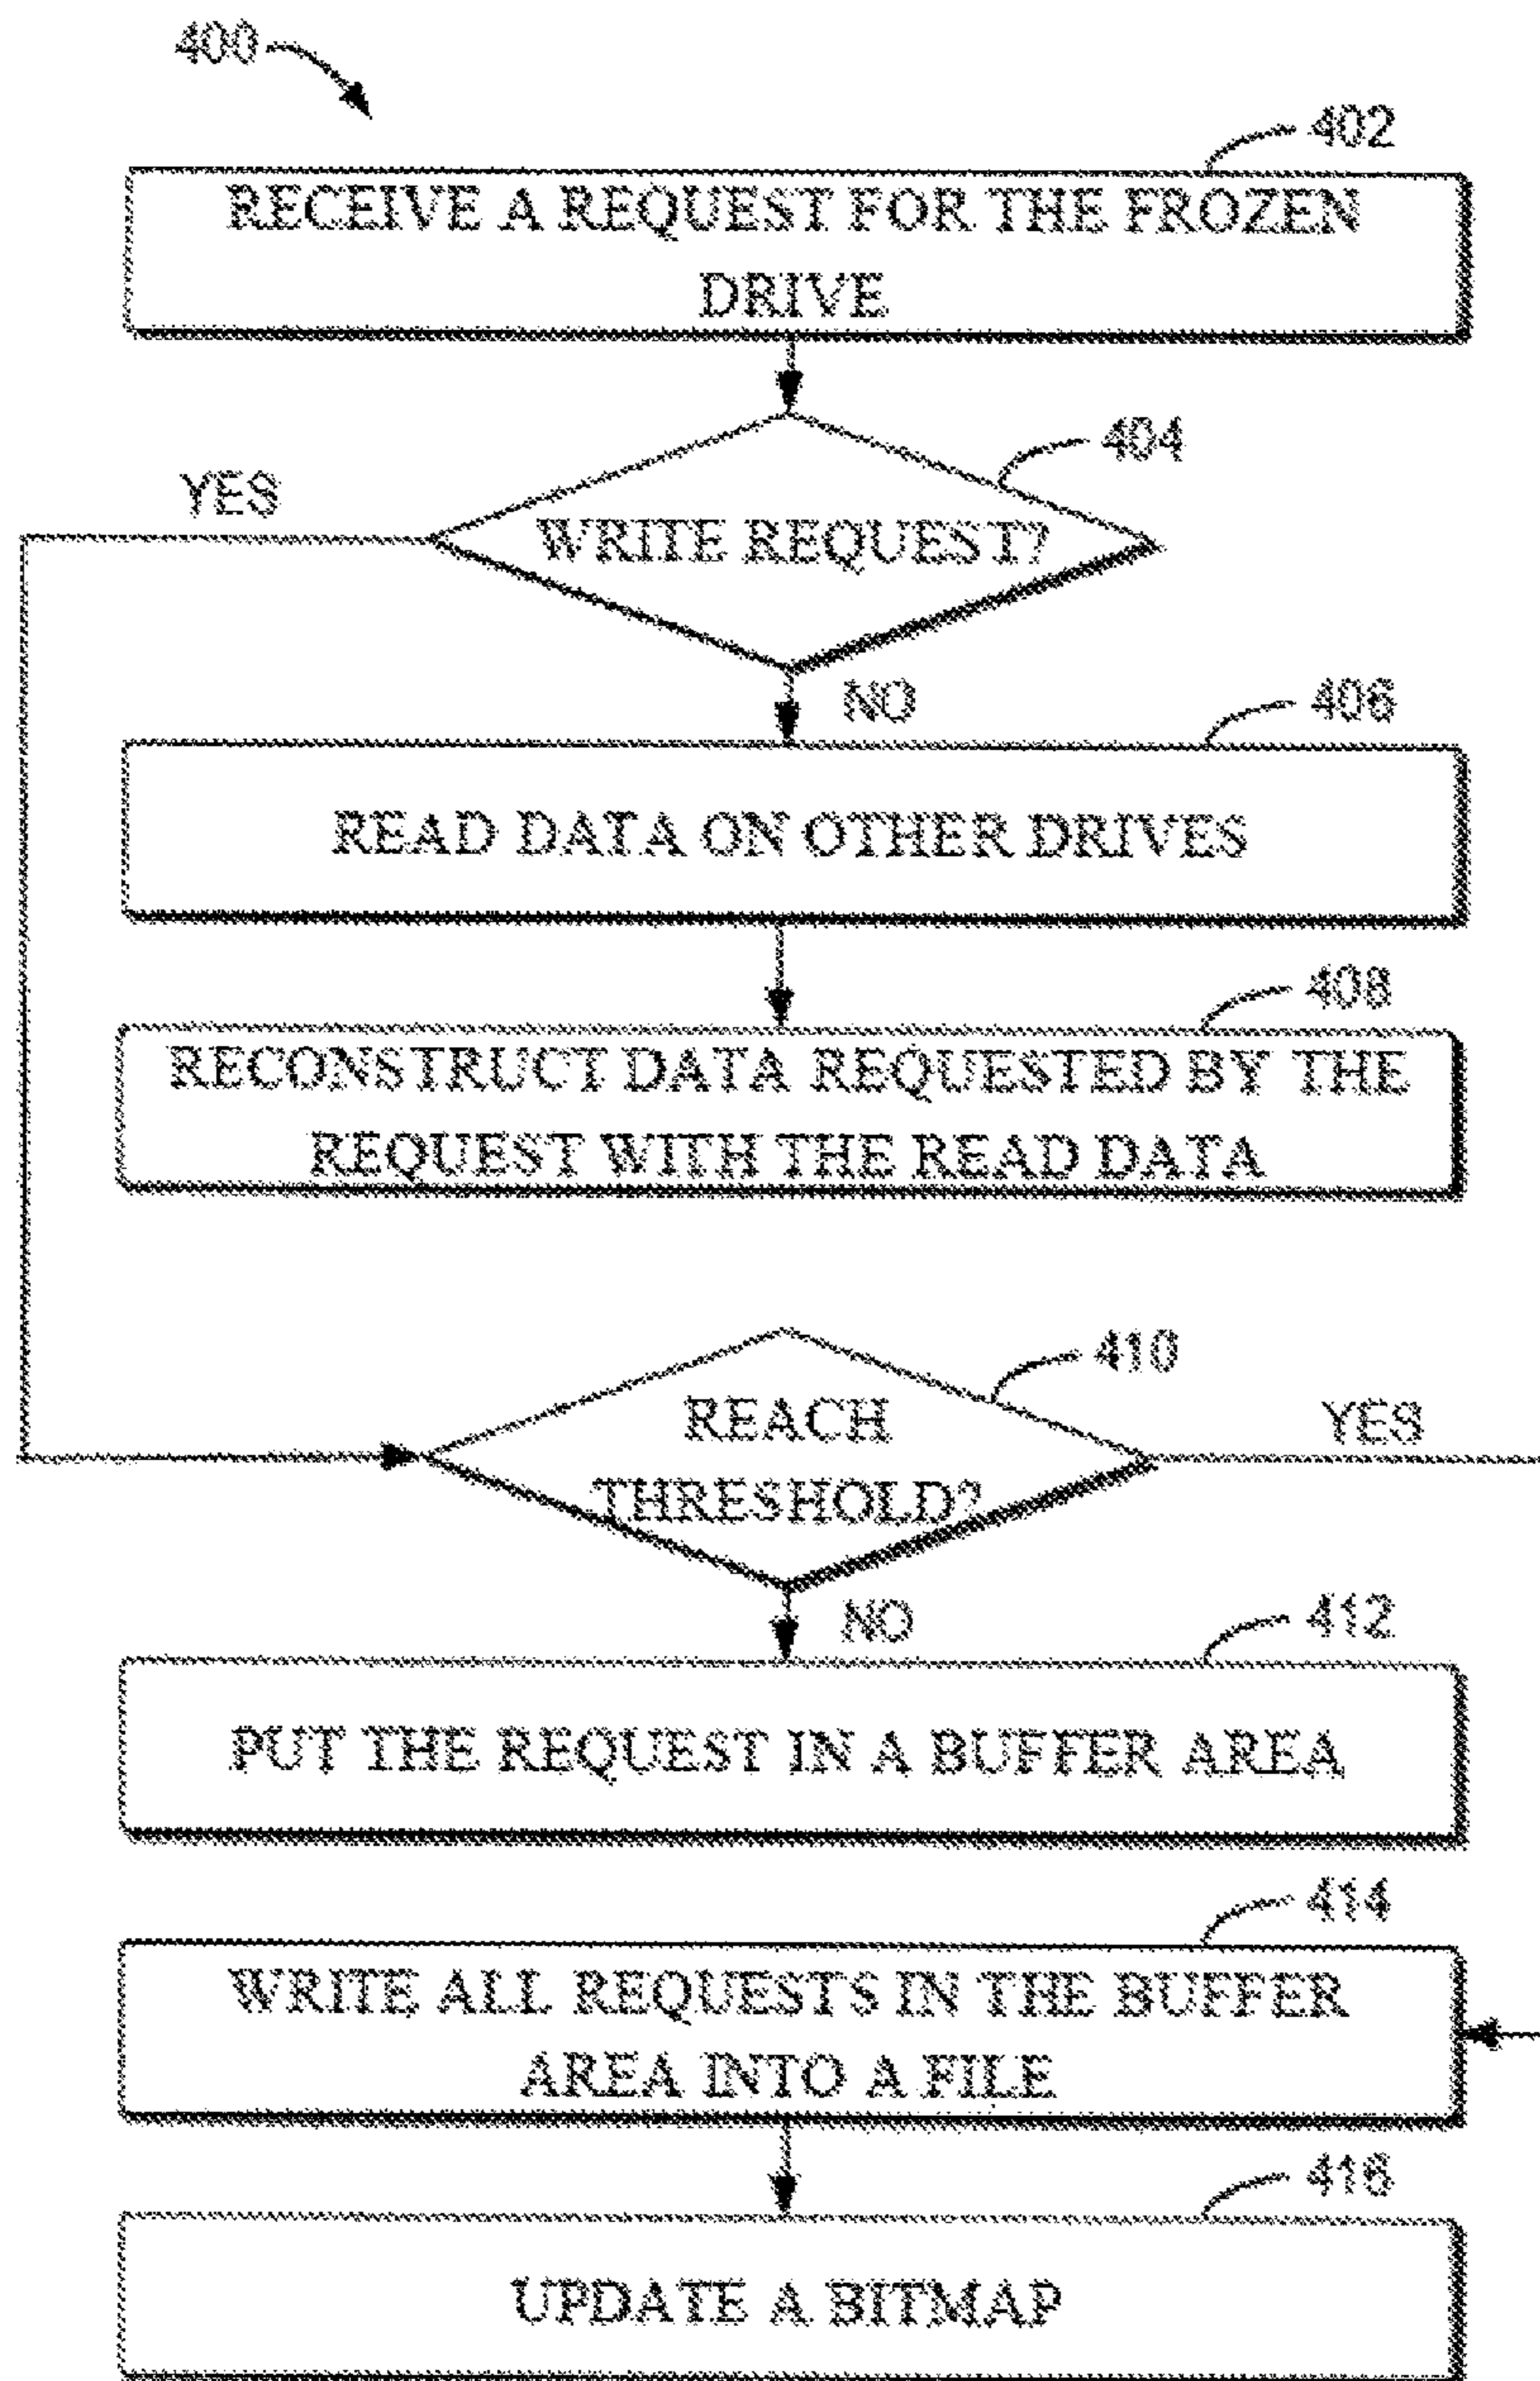 400
402
RECEIVE A REQUEST FOR THE FROZEN
DRIVE
404
YES
WRITE REQUEST?
NO
406
READ DATA ON OTHER DRIVES
408
RECONSTRUCT DATA REQUESTED BY THE
REQUEST WITH THE READ DATA
410
REACH
YES
THRESHOLD?
NO
412
PUT THE REQUEST IN A BUFFER AREA
414
WRITE ALL REQUESTS IN THE BUFFER
AREA INTO A FILE
416
UPDATE A BITMAP